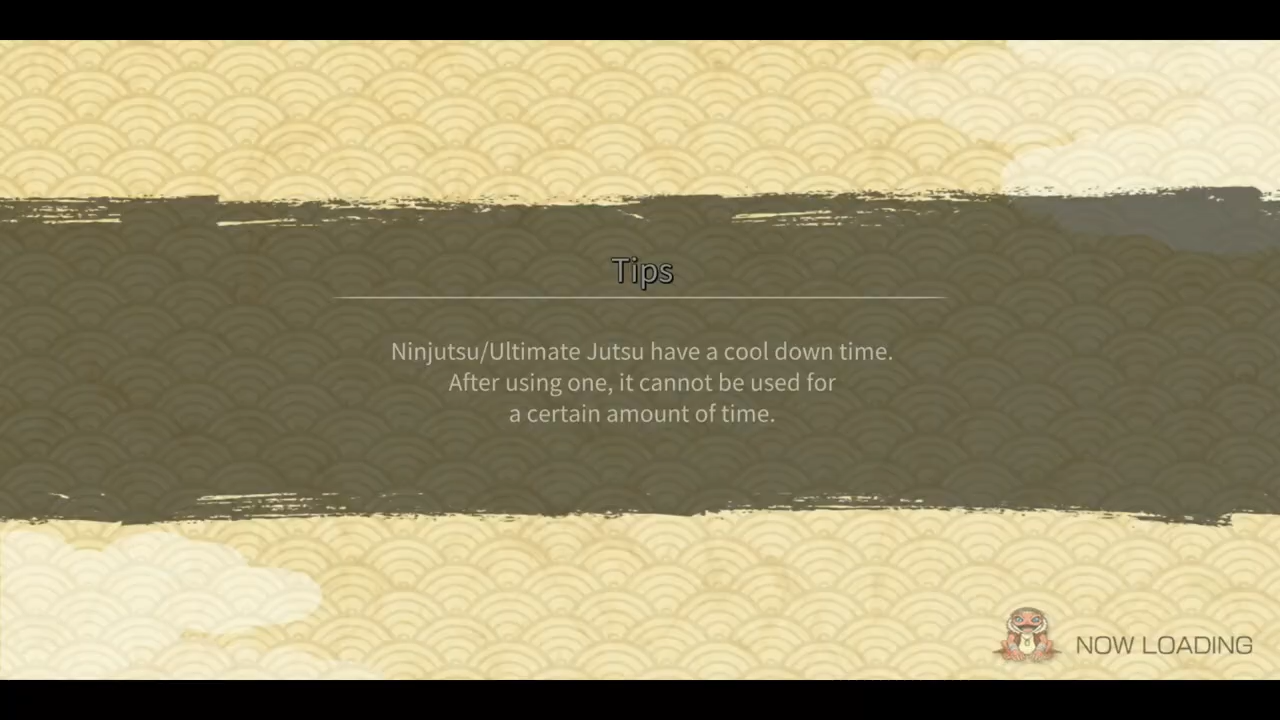 Tips
Ninjutsu/Ultimate Jutsu have a cool down time.
After using one, it cannot be used for
a certain amount of time.
NOW LOADING